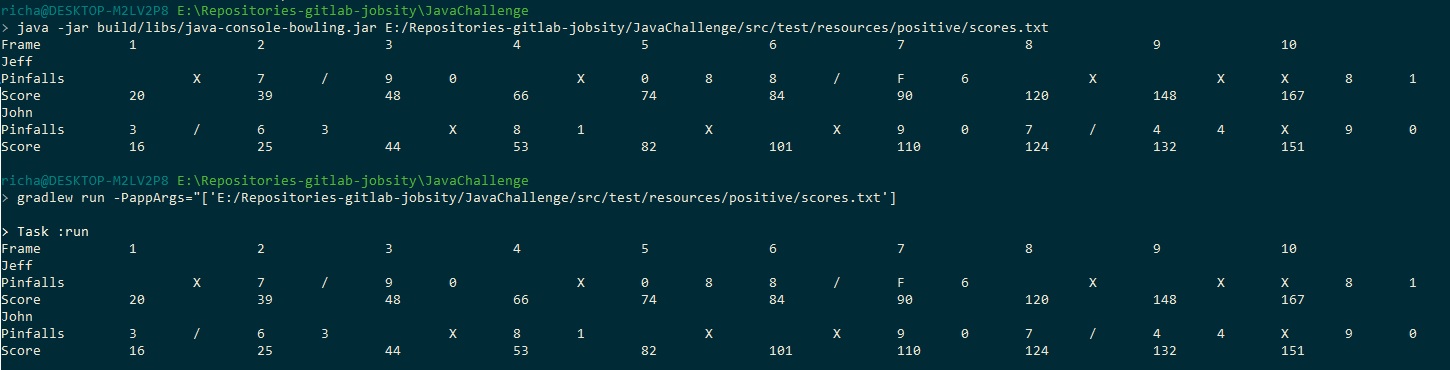 richa@DESKTOP-M2LV2P8 E:\Repositories-gitlab-jobsity\JavaChallenge
> java -jar build/libs/java-console-bowling.jar E:/Repositories-gitlab-jobsity/JavaChallenge/src/test/resources/positive/scores.txt
Frame 1 2 3 4 5 6 7 8 9 10
Jeff
Pinfalls X 7 / 9 0 X 0 8 8 / F 6 X X X 8 1
Score 20 39 48 66 74 84 90 120 148 167
John
Pinfalls 3 / 6 3 X 8 1 X X 9 0 7 / 4 4 X 9 0
Score 16 25 44 53 82 101 110 124 132 151
richa@DESKTOP-M2LV2P8 E:\Repositories-gitlab-jobsity\JavaChallenge
> gradlew run -PappArgs="['E:/Repositories-gitlab-jobsity/JavaChallenge/src/test/resources/positive/scores.txt']
> Task :run
Frame 1 2 3 4 5 6 7 8 9 10
Jeff
Pinfalls X 7 / 9 0 X 0 8 8 / F 6 X X X 8 1
Score 20 39 48 66 74 84 90 120 148 167
John
Pinfalls 3 / 6 3 X 8 1 X X 9 0 7 / 4 4 X 9 0
Score 16 25 44 53 82 101 110 124 132 151